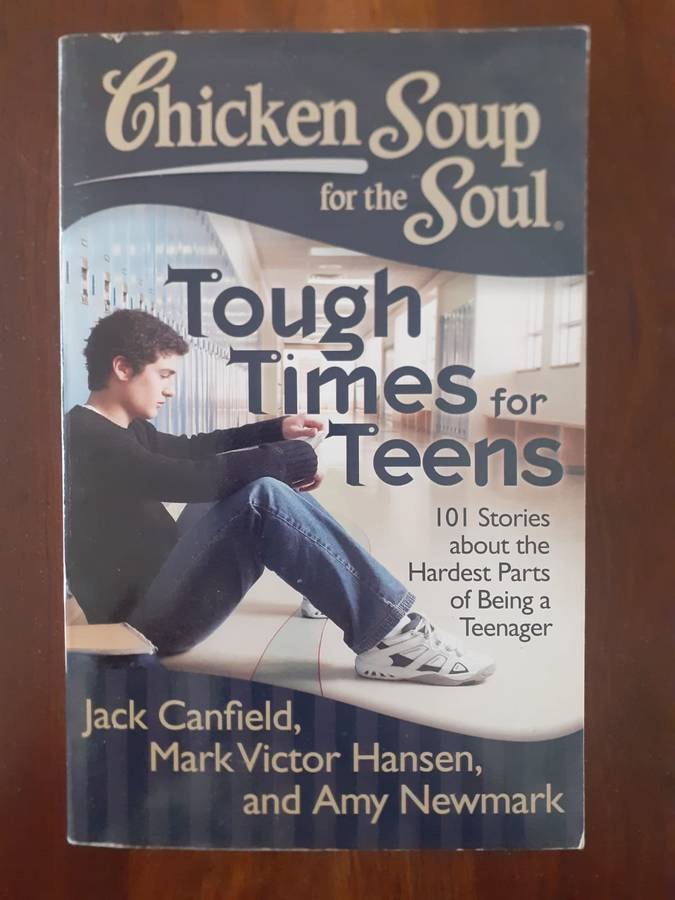 Chicken Soup
for the Soul®
Tough
Times for
Teens
101 Stories
about the
Hardest Parts
of Being a
Teenager
Jack Canfield,
Mark Victor Hansen,
and Amy Newmark